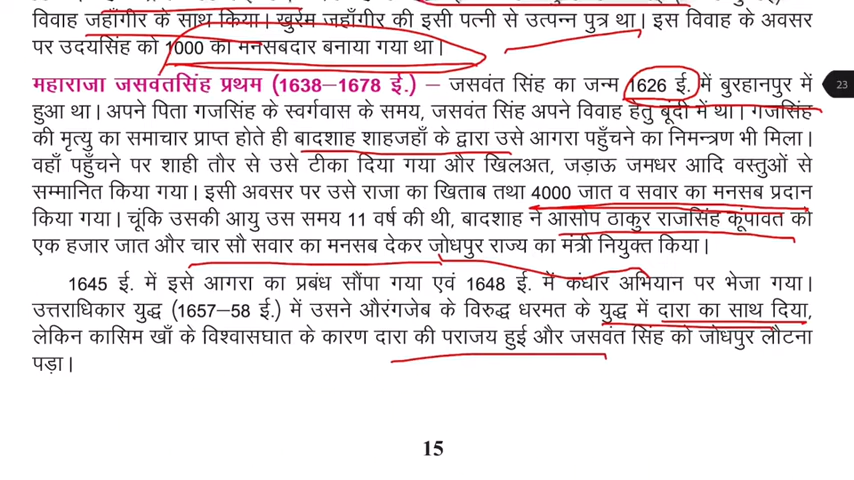 विवाह जहाँगीर के साथ किया। खुर्रम जहाँगीर की इसी पत्नी से उत्पन्न पुत्र था। इस विवाह के अवसर
पर उदयसिंह को 1000 का मनसबदार बनाया गया था।
महाराजा जसवंतसिंह प्रथम (1638–1678 ई.) – जसवंत सिंह का जन्म 1626 ई. में बुरहानपुर में
हुआ था। अपने पिता गजसिंह के स्वर्गवास के समय, जसवंत सिंह अपने विवाह हेतु बूंदी में था। गजसिंह
की मृत्यु का समाचार प्राप्त होते ही बादशाह शाहजहाँ के द्वारा उसे आगरा पहुँचने का निमन्त्रण भी मिला।
वहाँ पहुँचने पर शाही तौर से उसे टीका दिया गया और खिलअत, जड़ाऊ जमधर आदि वस्तुओं से
सम्मानित किया गया। इसी अवसर पर उसे राजा का खिताब तथा 4000 जात व सवार का मनसब प्रदान
किया गया। चूंकि उसकी आयु उस समय 11 वर्ष की थी, बादशाह ने आसोप ठाकुर राजसिंह कूंपावत को
एक हजार जात और चार सौ सवार का मनसब देकर जोधपुर राज्य का मंत्री नियुक्त किया।
1645 ई. में इसे आगरा का प्रबंध सौंपा गया एवं 1648 ई. में कंधार अभियान पर भेजा गया।
उत्तराधिकार युद्ध (1657–58 ई.) में उसने औरंगजेब के विरुद्ध धरमत के युद्ध में दारा का साथ दिया,
लेकिन कासिम खाँ के विश्वासघात के कारण दारा की पराजय हुई और जसवंत सिंह को जोधपुर लौटना
पड़ा।
15
23